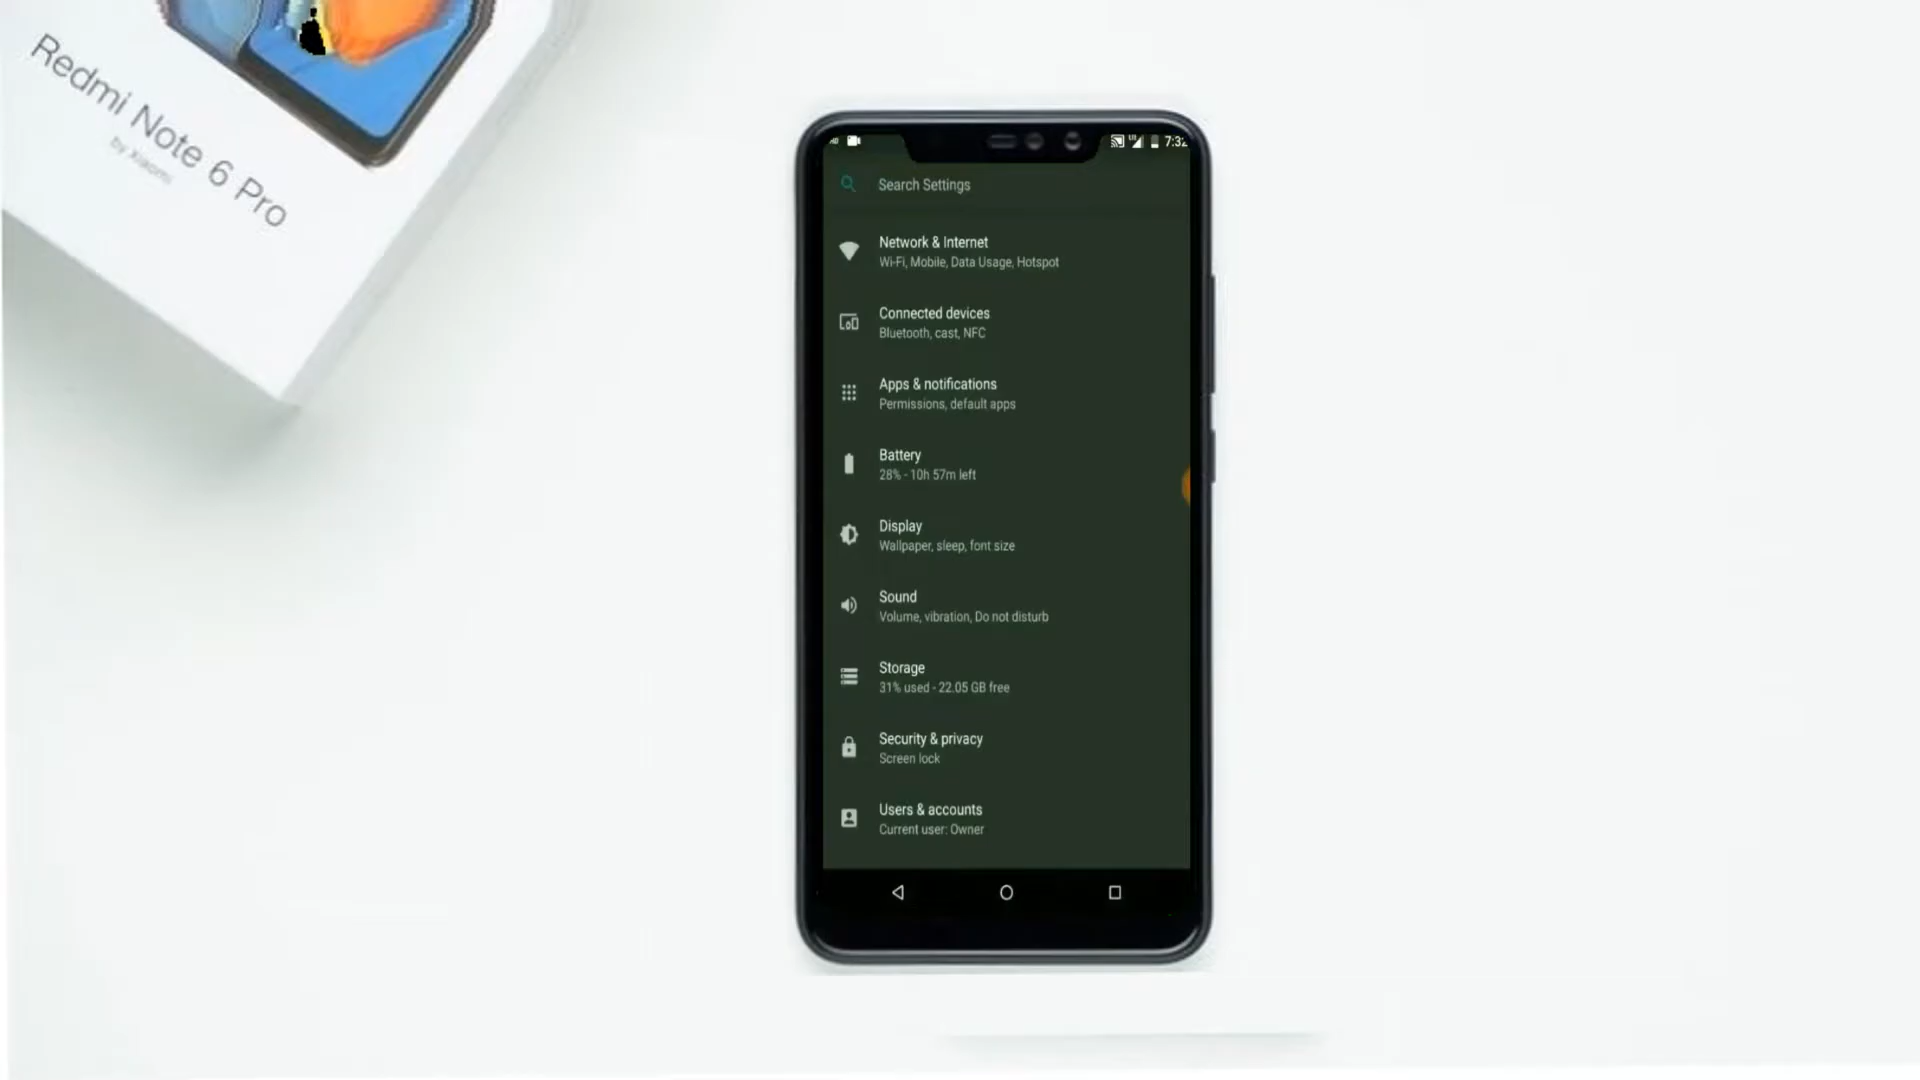 Redmi Note 6 Pro
by Xiaomi
7:32
Search Settings
Network & Internet
Wi-Fi, Mobile, Data Usage, Hotspot
Connected devices
Bluetooth, cast, NFC
Apps & notifications
Permissions, default apps
Battery
28% - 10h 57m left
Display
Wallpaper, sleep, font size
Sound
Volume, vibration, Do not disturb
Storage
31% used - 22.05 GB free
Security & privacy
Screen lock
Users & accounts
Current user: Owner